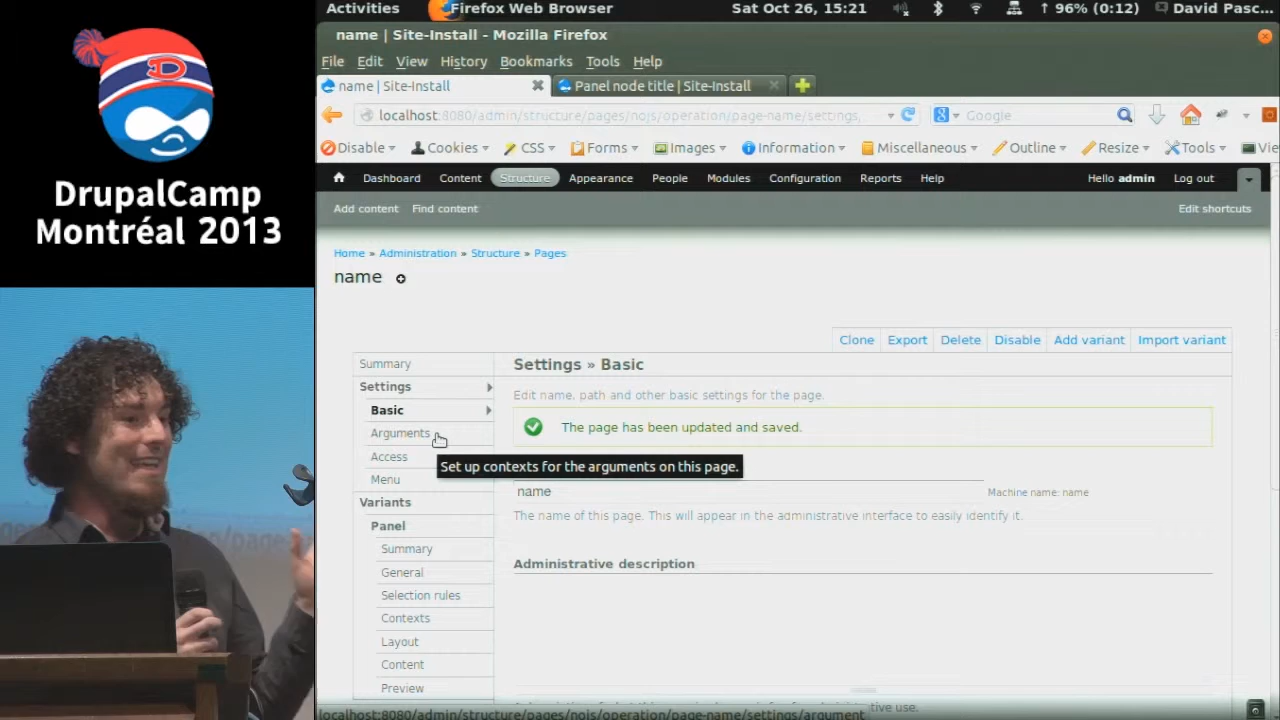 Activities Firefox Web Browser Sat Oct 26, 15:21 96% (0:12) David Pasc...
name | Site-Install - Mozilla Firefox
File Edit View History Bookmarks Tools Help
name | Site-Install Panel node title | Site-Install
localhost:8080/admin/structure/pages/nojs/operation/page-name/settings, Google
Disable Cookies CSS Forms Images Information Miscellaneous Outline Resize Tools
Dashboard Content Structure Appearance People Modules Configuration Reports Help Hello admin Log out
Add content Find content Edit shortcuts
Home » Administration » Structure » Pages
name
Clone Export Delete Disable Add variant Import variant
Summary
Settings
Basic
Arguments
Access
Menu
Variants
Panel
Summary
General
Selection rules
Contexts
Layout
Content
Preview
Settings » Basic
Edit name, path and other basic settings for the page.
The page has been updated and saved.
Set up contexts for the arguments on this page.
name Machine name: name
The name of this page. This will appear in the administrative interface to easily identify it.
Administrative description
localhost:8080/admin/structure/pages/nojs/operation/page-name/settings/argument
DrupalCamp
Montréal 2013